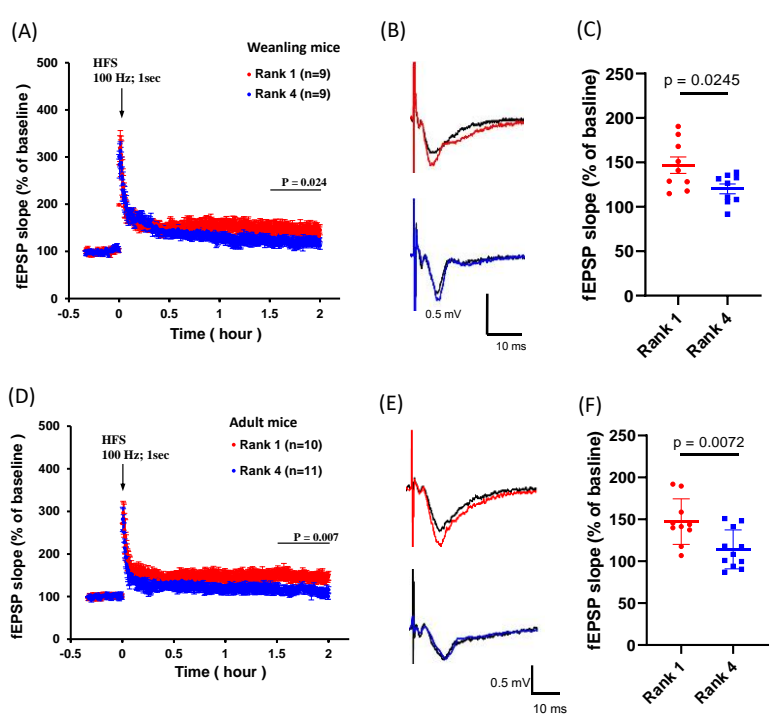 (A)
HFS
100 Hz; 1sec
Weanling mice
Rank 1 (n=9)
Rank 4 (n=9)
P = 0.024
fEPSP slope (% of baseline )
500
400
300
200
100
0
-0.5
0
0.5
1
1.5
2
Time ( hour )
(B)
0.5 mV
10 ms
(C)
p = 0.0245
fEPSP slope (% of basline)
250
200
150
100
50
0
Rank 1
Rank 4
(D)
HFS
100 Hz; 1sec
Adult mice
Rank 1 (n=10)
Rank 4 (n=11)
P = 0.007
fEPSP slope (% of baseline )
500
400
300
200
100
0
-0.5
0
0.5
1
1.5
2
Time ( hour )
(E)
0.5 mV
10 ms
(F)
p = 0.0072
fEPSP slope (% of basline)
250
200
150
100
50
0
Rank 1
Rank 4